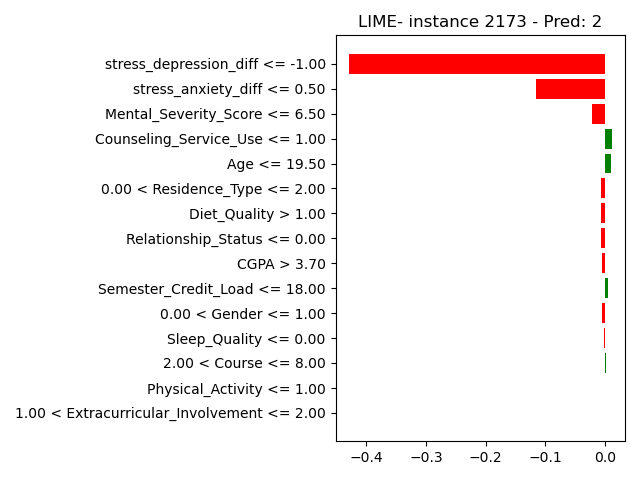 LIME- instance 2173 - Pred: 2
stress_depression_diff <= -1.00
stress_anxiety_diff <= 0.50
Mental_Severity_Score <= 6.50
Counseling_Service_Use <= 1.00
Age <= 19.50
0.00 < Residence_Type <= 2.00
Diet_Quality > 1.00
Relationship_Status <= 0.00
CGPA > 3.70
Semester_Credit_Load <= 18.00
0.00 < Gender <= 1.00
Sleep_Quality <= 0.00
2.00 < Course <= 8.00
Physical_Activity <= 1.00
1.00 < Extracurricular_Involvement <= 2.00
−0.4 −0.3 −0.2 −0.1 0.0